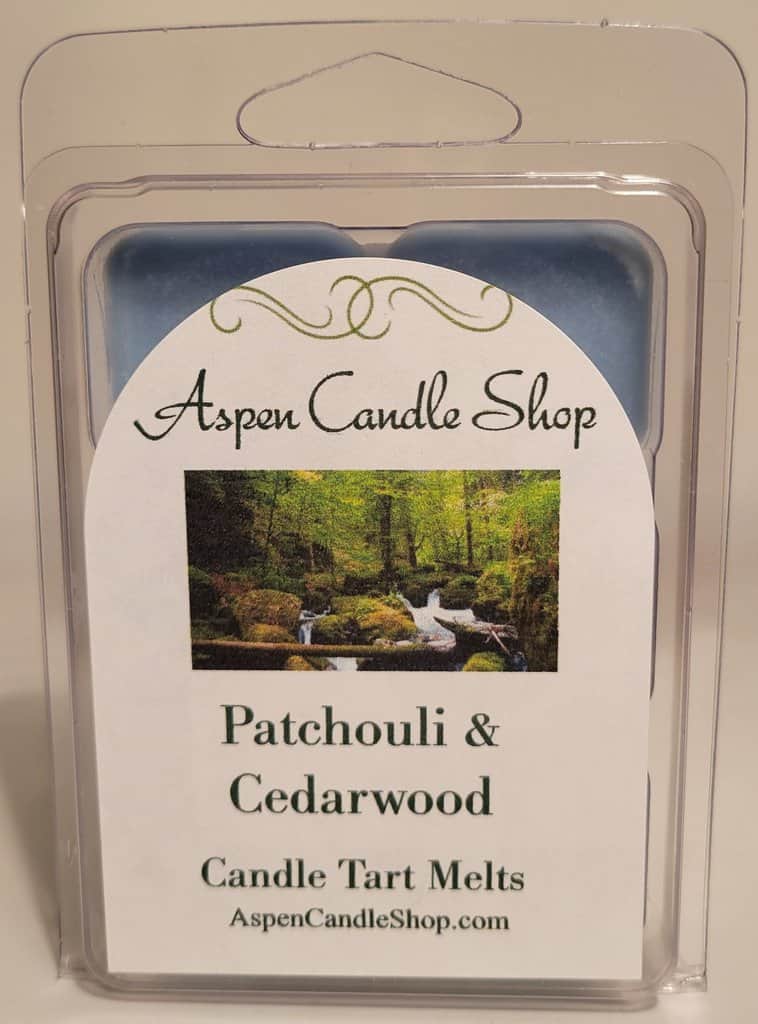 Aspen Candle Shop
Patchouli &
Cedarwood
Candle Tart Melts
AspenCandleShop.com